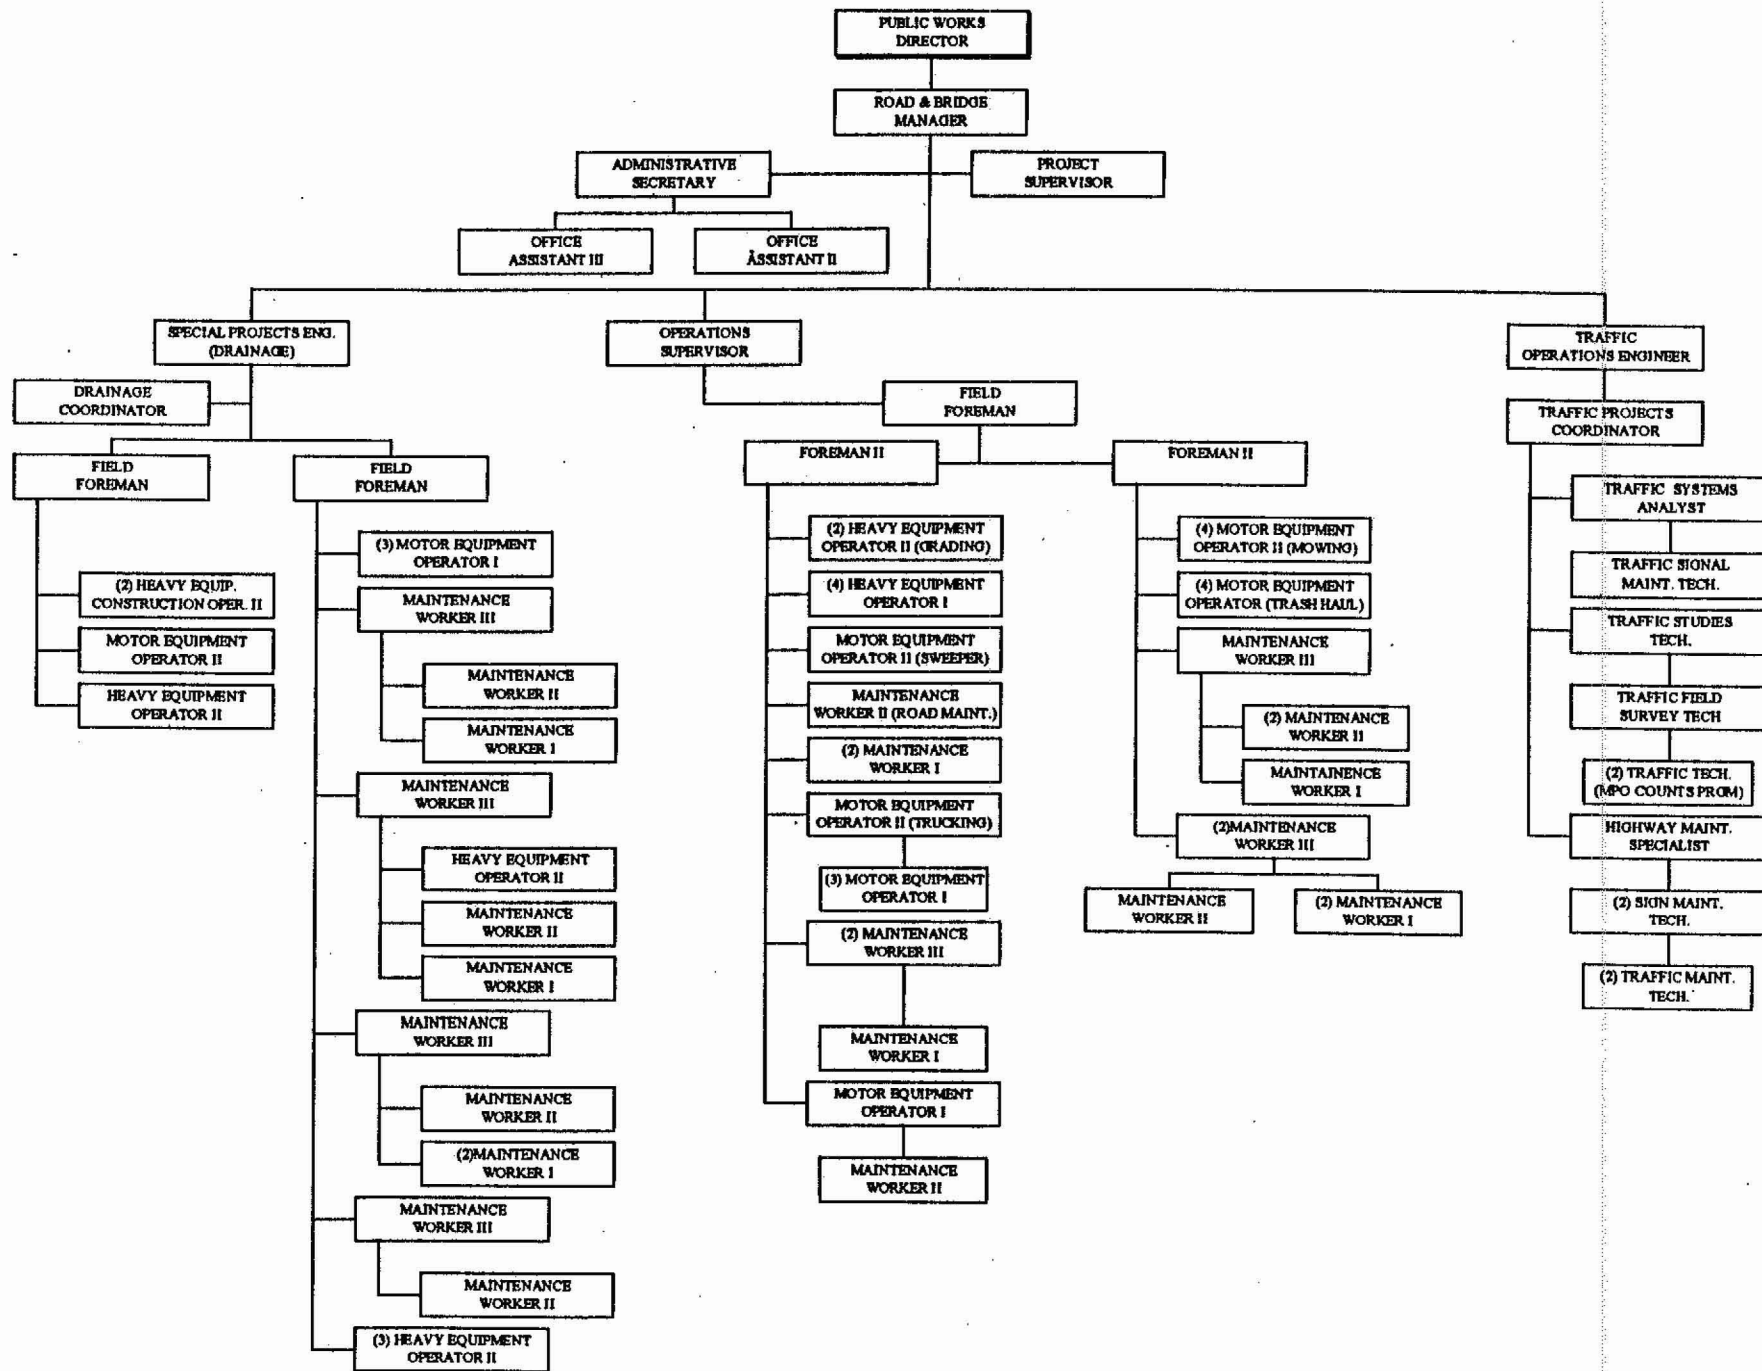 PUBLIC WORKS
DIRECTOR
ROAD & BRIDGE
MANAGER
ADMINISTRATIVE
SECRETARY
PROJECT
SUPERVISOR
OFFICE
ASSISTANT III
OFFICE
ASSISTANT II
SPECIAL PROJECTS ENG.
(DRAINAGE)
OPERATIONS
SUPERVISOR
TRAFFIC
OPERATIONS ENGINEER
DRAINAGE
COORDINATOR
FIELD
FOREMAN
TRAFFIC PROJECTS
COORDINATOR
FIELD
FOREMAN
(2) HEAVY EQUIP.
CONSTRUCTION OPER. II
MOTOR EQUIPMENT
OPERATOR II
HEAVY EQUIPMENT
OPERATOR II
FIELD
FOREMAN
(3) MOTOR EQUIPMENT
OPERATOR I
MAINTENANCE
WORKER III
MAINTENANCE
WORKER II
MAINTENANCE
WORKER I
MAINTENANCE
WORKER III
HEAVY EQUIPMENT
OPERATOR II
MAINTENANCE
WORKER II
MAINTENANCE
WORKER I
MAINTENANCE
WORKER III
MAINTENANCE
WORKER II
(2)MAINTENANCE
WORKER I
MAINTENANCE
WORKER III
MAINTENANCE
WORKER II
(3) HEAVY EQUIPMENT
OPERATOR II
FOREMAN II
(2) HEAVY EQUIPMENT
OPERATOR II (GRADING)
(4) HEAVY EQUIPMENT
OPERATOR I
MOTOR EQUIPMENT
OPERATOR II (SWEEPER)
MAINTENANCE
WORKER II (ROAD MAINT.)
(2) MAINTENANCE
WORKER I
MOTOR EQUIPMENT
OPERATOR II (TRUCKING)
(3) MOTOR EQUIPMENT
OPERATOR I
(2) MAINTENANCE
WORKER III
MAINTENANCE
WORKER I
MOTOR EQUIPMENT
OPERATOR I
MAINTENANCE
WORKER II
FOREMAN II
(4) MOTOR EQUIPMENT
OPERATOR II (MOWING)
(4) MOTOR EQUIPMENT
OPERATOR (TRASH HAUL)
MAINTENANCE
WORKER III
(2) MAINTENANCE
WORKER II
MAINTAINENCE
WORKER I
(2)MAINTENANCE
WORKER III
MAINTENANCE
WORKER II
(2) MAINTENANCE
WORKER I
TRAFFIC SYSTEMS
ANALYST
TRAFFIC SIGNAL
MAINT. TECH.
TRAFFIC STUDIES
TECH.
TRAFFIC FIELD
SURVEY TECH
(2) TRAFFIC TECH.
(MPO COUNTS PROM)
HIGHWAY MAINT.
SPECIALIST
(2) SIGN MAINT.
TECH.
(2) TRAFFIC MAINT.
TECH.